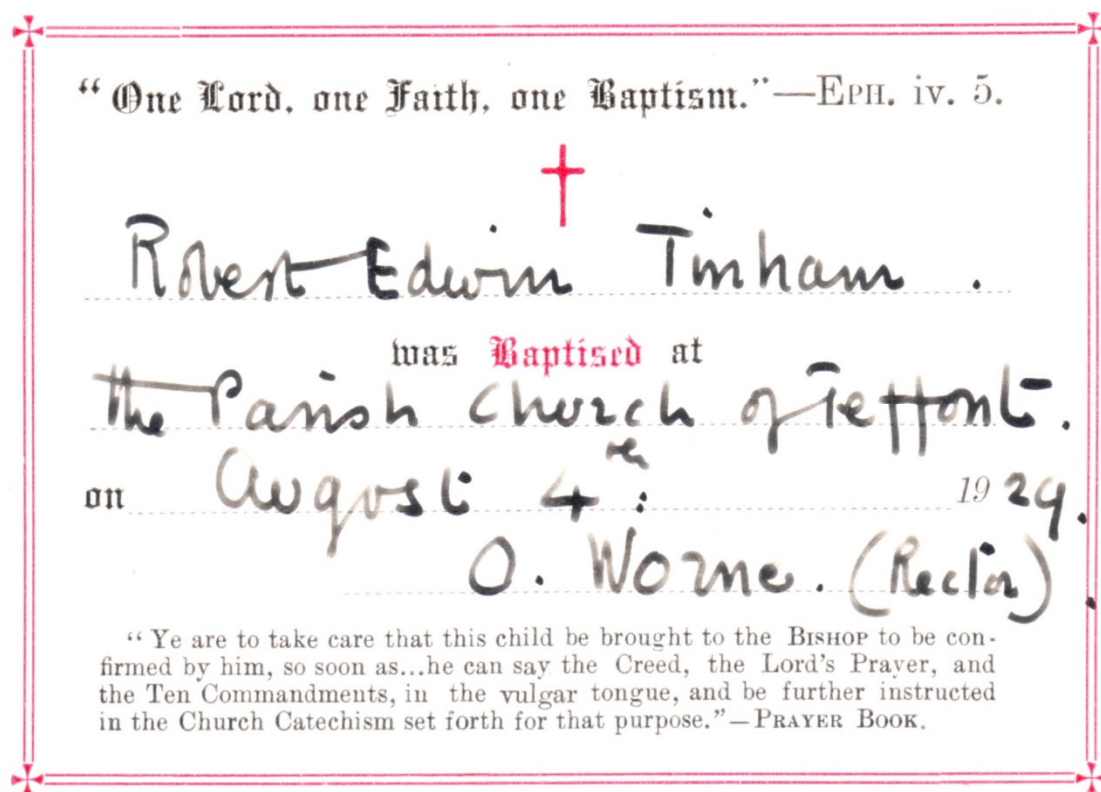 “One Lord, one Faith, one Baptism.”—EPH. iv. 5.
Robert Edwin Tinham .
was Baptised at
the Parish Church of Teffont.
on August 4th: 1929.
O. Worne. (Rector).
“Ye are to take care that this child be brought to the BISHOP to be con-
firmed by him, so soon as...he can say the Creed, the Lord’s Prayer, and
the Ten Commandments, in the vulgar tongue, and be further instructed
in the Church Catechism set forth for that purpose.”—PRAYER BOOK.